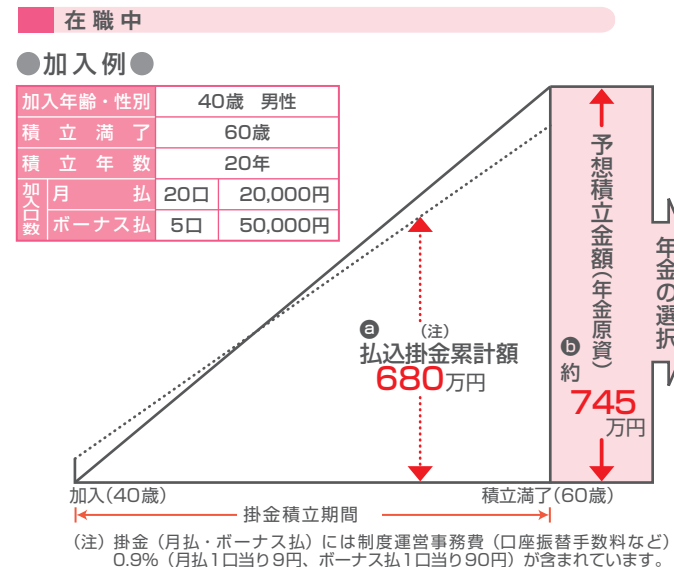 在職中
●加入例●
加入年齢・性別 40歳 男性
積立満了 60歳
積立年数 20年
加入口数
月払 20口 20,000円
ボーナス払 5口 50,000円
予想積立金額(年金原資)
年金の選択
ⓐ (注)
払込掛金累計額
680万円
ⓑ
約
745
万円
加入(40歳) 積立満了(60歳)
掛金積立期間
(注) 掛金(月払・ボーナス払)には制度運営事務費(口座振替手数料など)
0.9%(月払1口当り9円、ボーナス払1口当り90円)が含まれています。